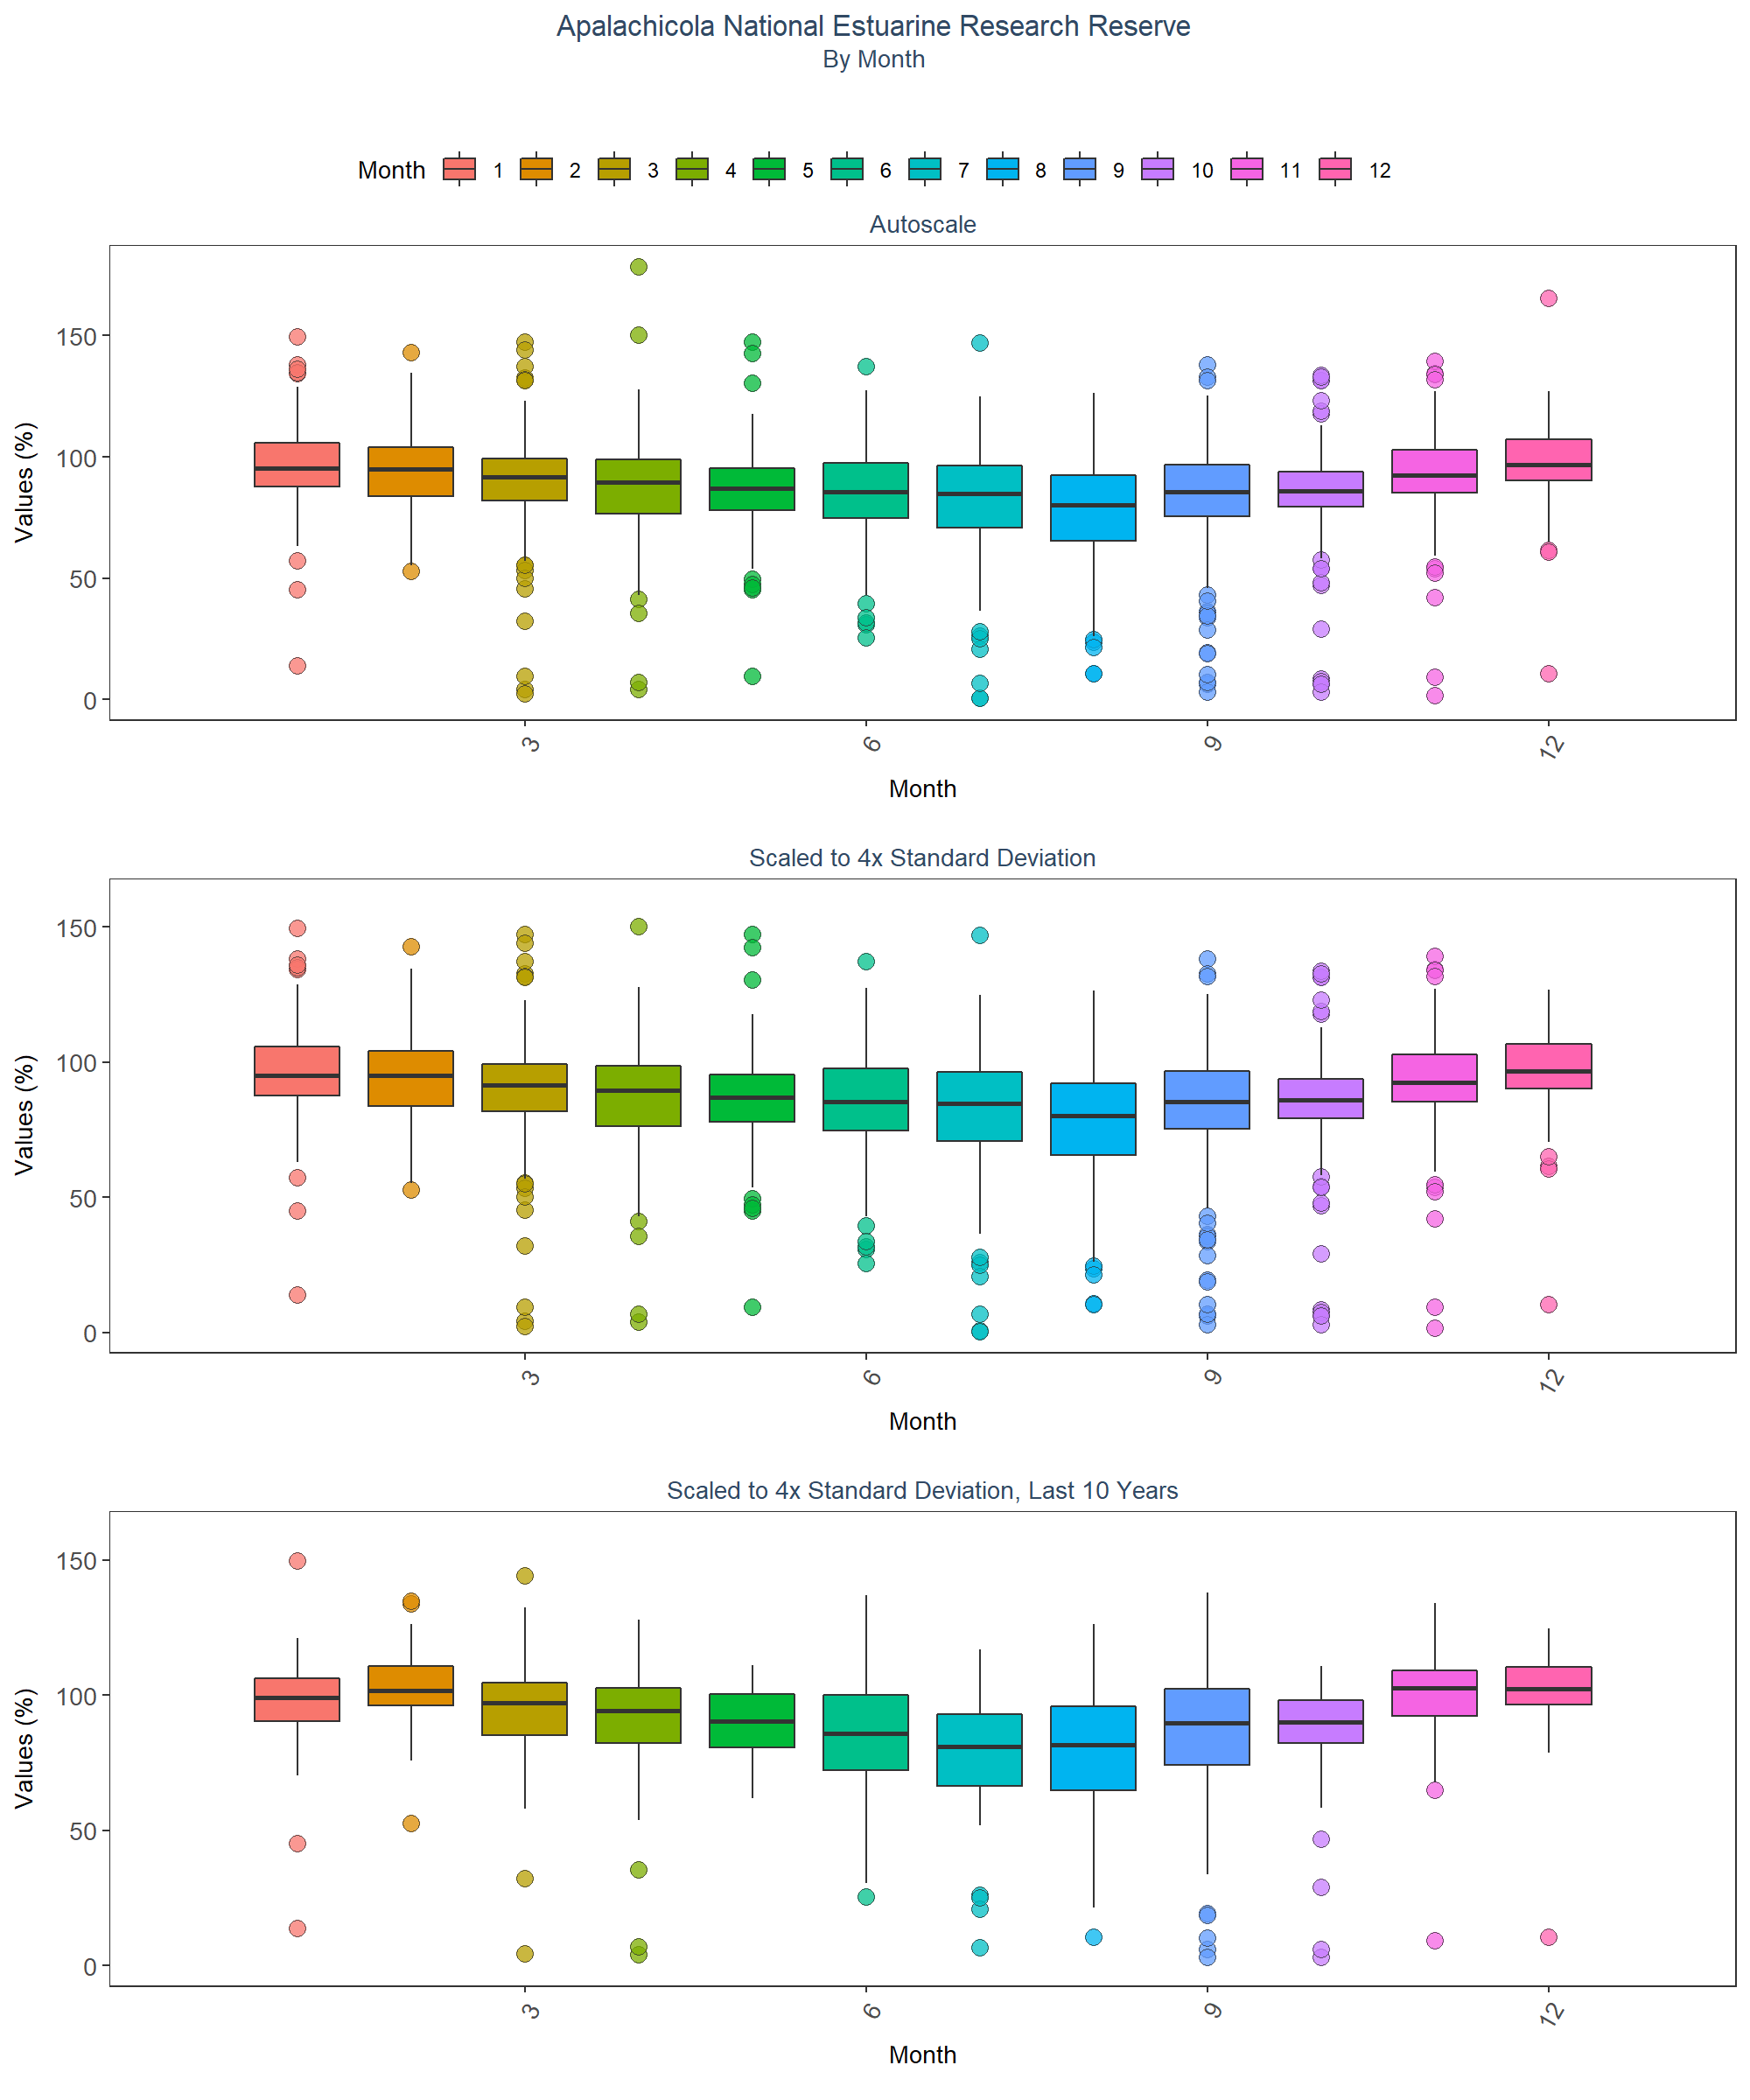 Apalachicola National Estuarine Research Reserve
By Month
Month 1 2 3 4 5 6 7 8 9 10 11 12
Autoscale
Values (%)
150
100
50
0
3 6 9 12
Month
Scaled to 4x Standard Deviation
Values (%)
150
100
50
0
3 6 9 12
Month
Scaled to 4x Standard Deviation, Last 10 Years
Values (%)
150
100
50
0
3 6 9 12
Month